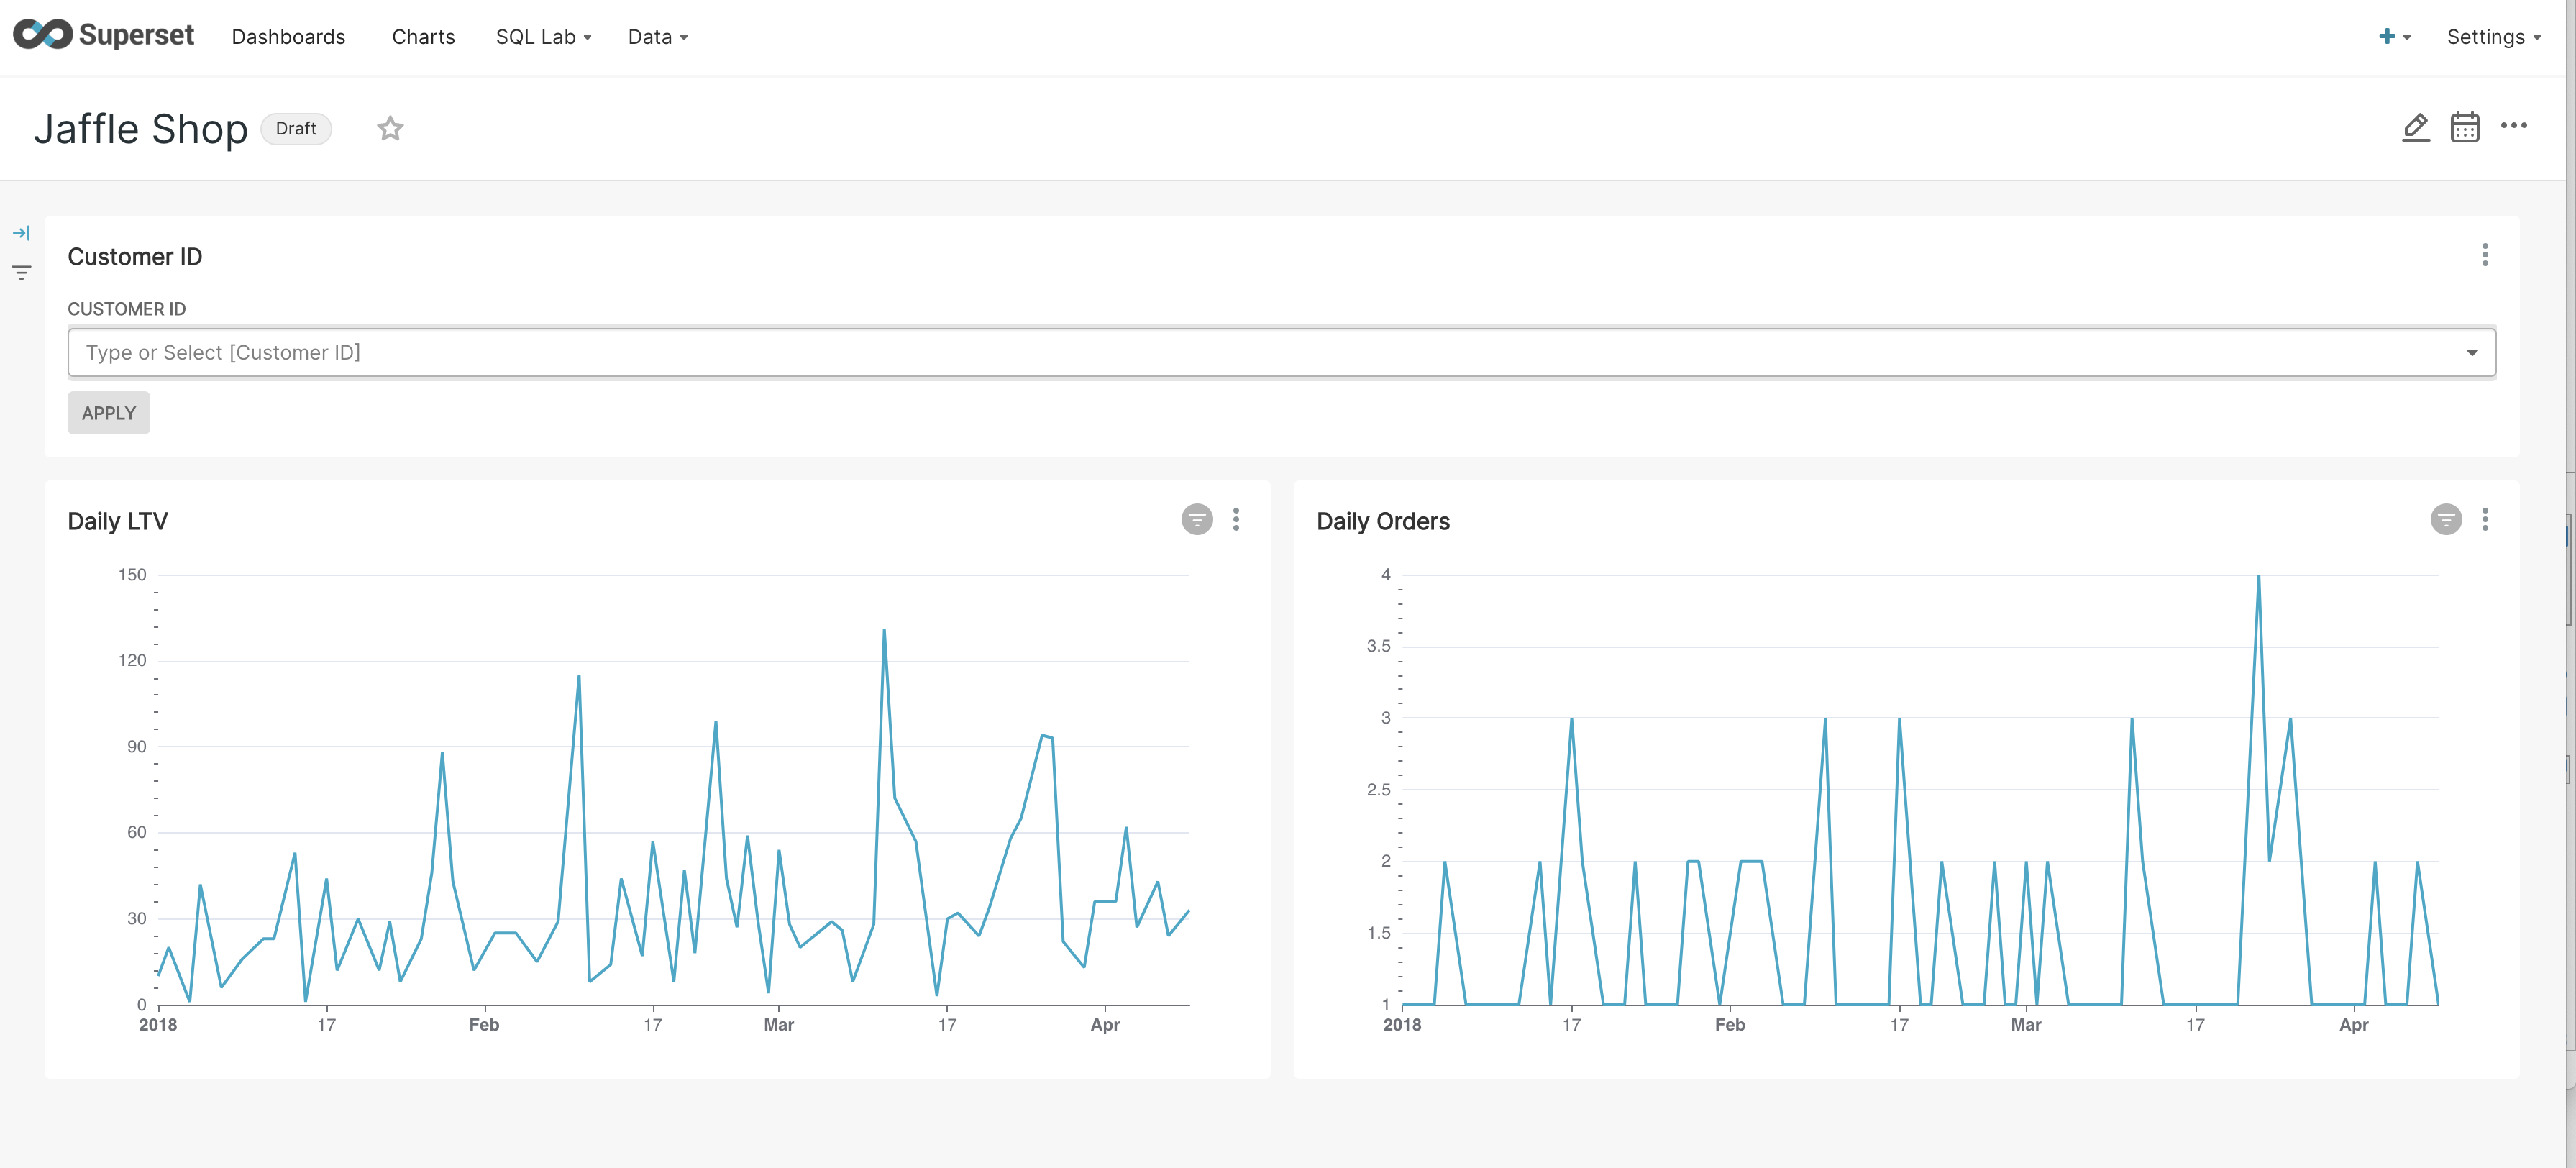 Superset Dashboards Charts SQL Lab Data + Settings
Jaffle Shop Draft
Customer ID
CUSTOMER ID
Type or Select [Customer ID]
APPLY
Daily LTV
150
120
90
60
30
0
2018 17 Feb 17 Mar 17 Apr
Daily Orders
4
3.5
3
2.5
2
1.5
1
2018 17 Feb 17 Mar 17 Apr